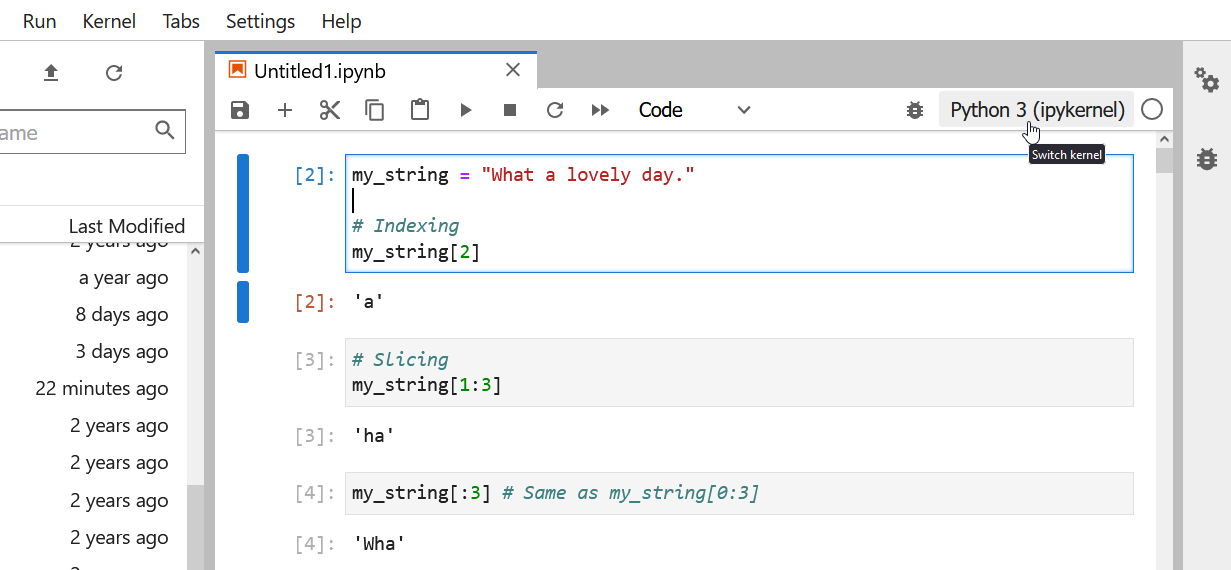 Run Kernel Tabs Settings Help
Untitled1.ipynb
ame
Code
Python 3 (ipykernel)
Switch kernel
Last Modified
2 years ago
a year ago
8 days ago
3 days ago
22 minutes ago
2 years ago
2 years ago
2 years ago
2 years ago
[2]: my_string = "What a lovely day."
# Indexing
my_string[2]
[2]: 'a'
[3]: # Slicing
my_string[1:3]
[3]: 'ha'
[4]: my_string[:3] # Same as my_string[0:3]
[4]: 'Wha'